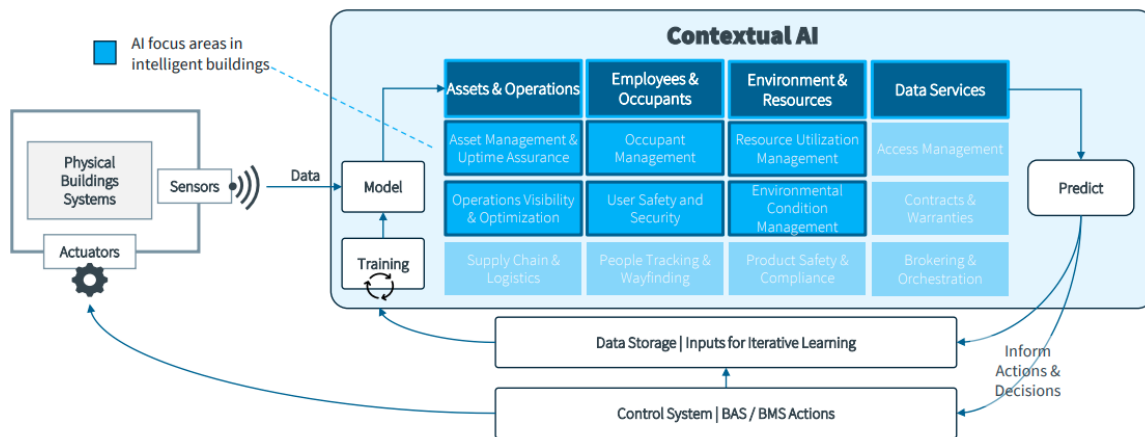 Contextual AI
AI focus areas in
intelligent buildings
Assets & Operations
Employees &
Occupants
Environment &
Resources
Data Services
Asset Management &
Uptime Assurance
Occupant
Management
Resource Utilization
Management
Access Management
Operations Visibility
& Optimization
User Safety and
Security
Environmental
Condition
Management
Contracts &
Warranties
Supply Chain &
Logistics
People Tracking &
Wayfinding
Product Safety &
Compliance
Brokering &
Orchestration
Physical
Buildings
Systems
Sensors
Data
Model
Predict
Actuators
Training
Data Storage | Inputs for Iterative Learning
Inform
Actions &
Decisions
Control System | BAS / BMS Actions